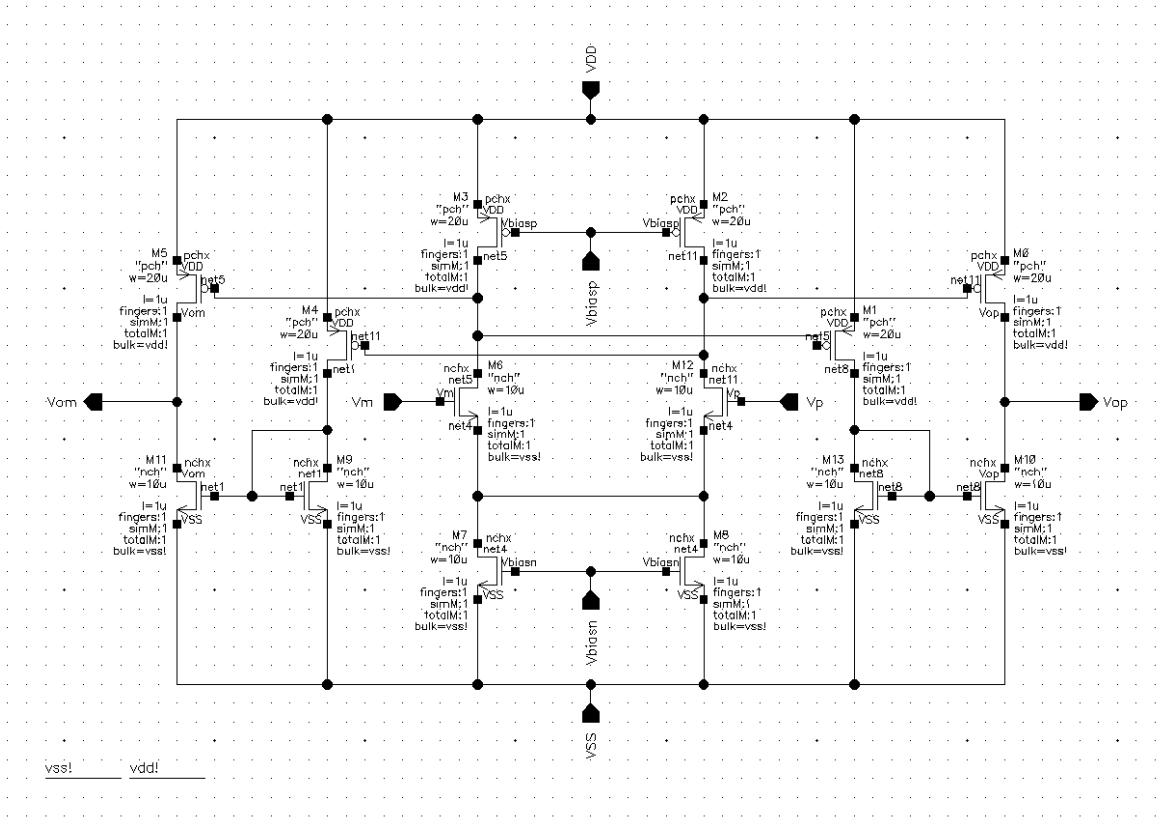 VDD
M3
pchx
VDD
"pch"
w=20u
Vbiasp
l=1u
fingers:1
simM:1
totalM:1
bulk=vdd!
net5
pchx
M2
VDD
"pch"
w=20u
Vbiasp
l=1u
fingers:1
simM:1
totalM:1
bulk=vdd!
net11
Vbiasp
M5
pchx
VDD
"pch"
w=20u
net5
l=1u
fingers:1
simM:1
totalM:1
bulk=vdd!
Vom
M4
pchx
VDD
"pch"
w=20u
net11
l=1u
fingers:1
simM:1
totalM:1
bulk=vdd!
M1
pchx
VDD
"pch"
w=20u
net5
l=1u
fingers:1
simM:1
totalM:1
bulk=vdd!
net8
M0
pchx
VDD
"pch"
w=20u
net11
l=1u
fingers:1
simM:1
totalM:1
bulk=vdd!
Vop
Vom
Vm
M6
nchx
net5
"nch"
w=10u
Vm
l=1u
fingers:1
simM:1
totalM:1
bulk=vss!
net4
M12
nchx
net11
"nch"
w=10u
Vp
l=1u
fingers:1
simM:1
totalM:1
bulk=vss!
net4
Vp
Vop
M11
nchx
Vom
"nch"
w=10u
net1
l=1u
fingers:1
simM:1
totalM:1
bulk=vss!
VSS
M9
nchx
net1
"nch"
w=10u
net1
l=1u
fingers:1
simM:1
totalM:1
bulk=vss!
VSS
M13
nchx
net8
"nch"
w=10u
net8
l=1u
fingers:1
simM:1
totalM:1
bulk=vss!
VSS
M10
nchx
Vop
"nch"
net8
l=1u
fingers:1
simM:1
totalM:1
bulk=vss!
VSS
M7
nchx
net4
"nch"
w=10u
Vbiasn
l=1u
fingers:1
simM:1
totalM:1
bulk=vss!
VSS
M8
nchx
net4
"nch"
w=10u
Vbiasn
l=1u
fingers:1
totalM:1
bulk=vss!
VSS
Vbiasn
VSS
vss!
vdd!